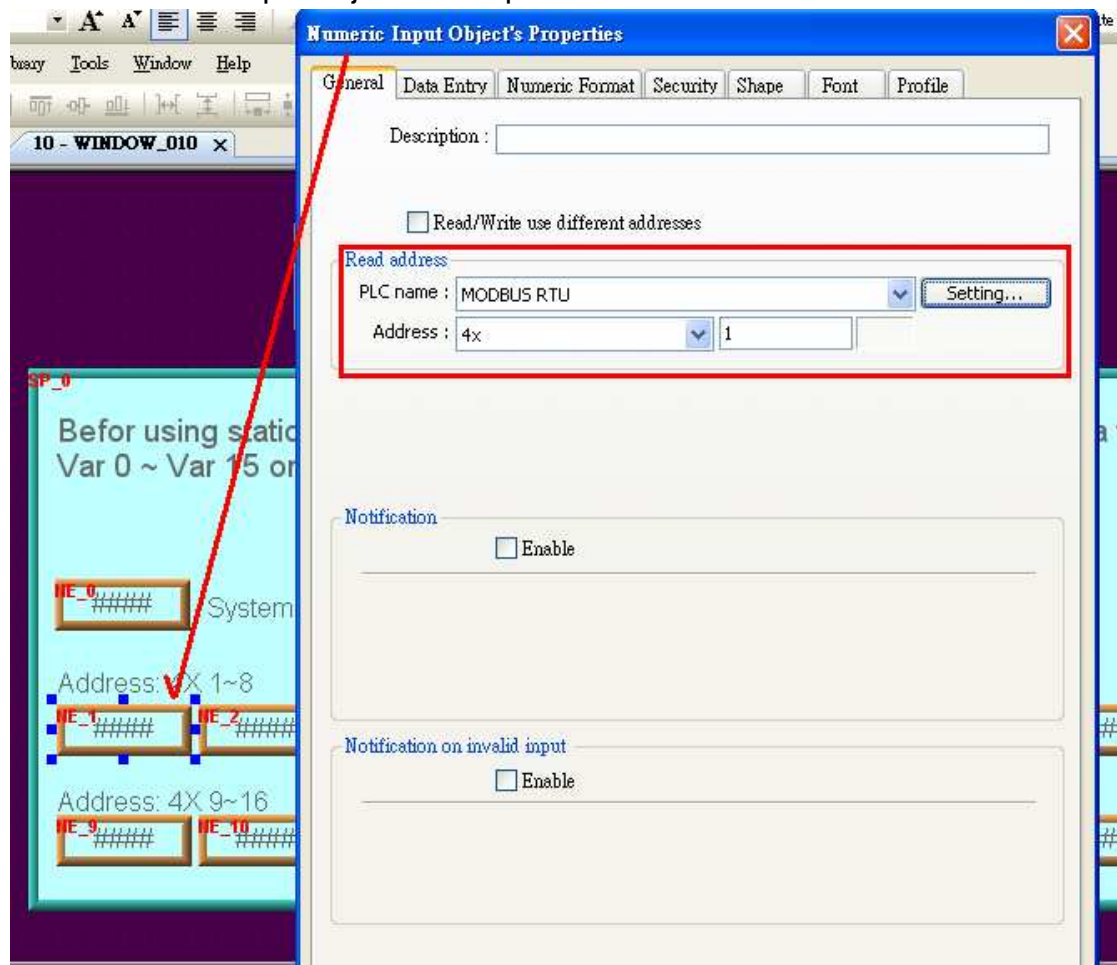 A A
Numeric Input Object's Properties
Tools Window Help
General Data Entry Numeric Format Security Shape Font Profile
10 - WINDOW_010 ×
Description :
Read/Write use different addresses
Read address
PLC name : MODBUS RTU Setting...
Address : 4x 1
SP_0
Befor using static
Var 0 ~ Var 15 or
Notification
Enable
NE_0 #####
System
Address: 4X 1~8
NE_1 ##### NE_2 #####
Notification on invalid input
Enable
Address: 4X 9~16
NE_9 ##### NE_10 #####